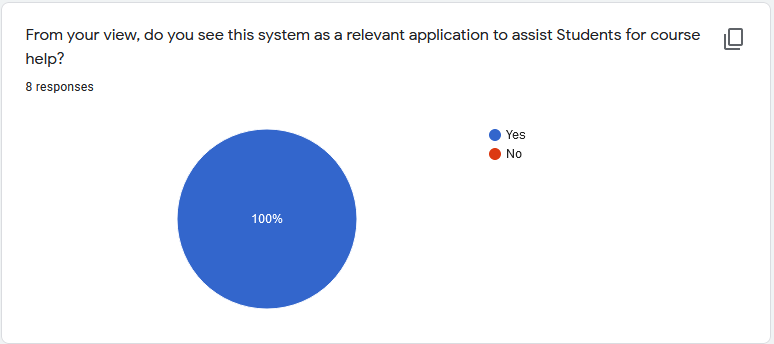 From your view, do you see this system as a relevant application to assist Students for course
help?
8 responses
Yes
No
100%